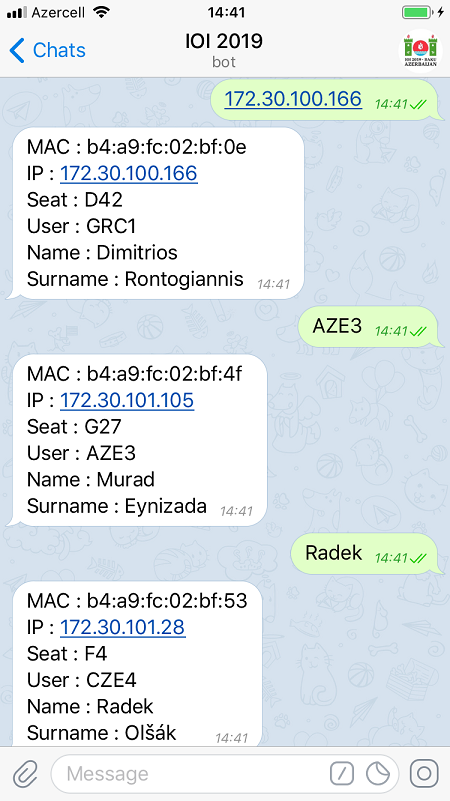 Azercell 14:41
Chats
IOI 2019
bot
IOI 2019 - BAKU
AZERBAIJAN
172.30.100.166 14:41
MAC : b4:a9:fc:02:bf:0e
IP : 172.30.100.166
Seat : D42
User : GRC1
Name : Dimitrios
Surname : Rontogiannis 14:41
AZE3 14:41
MAC : b4:a9:fc:02:bf:4f
IP : 172.30.101.105
Seat : G27
User : AZE3
Name : Murad
Surname : Eynizada 14:41
Radek 14:41
MAC : b4:a9:fc:02:bf:53
IP : 172.30.101.28
Seat : F4
User : CZE4
Name : Radek
Surname : Olšák 14:41
Message